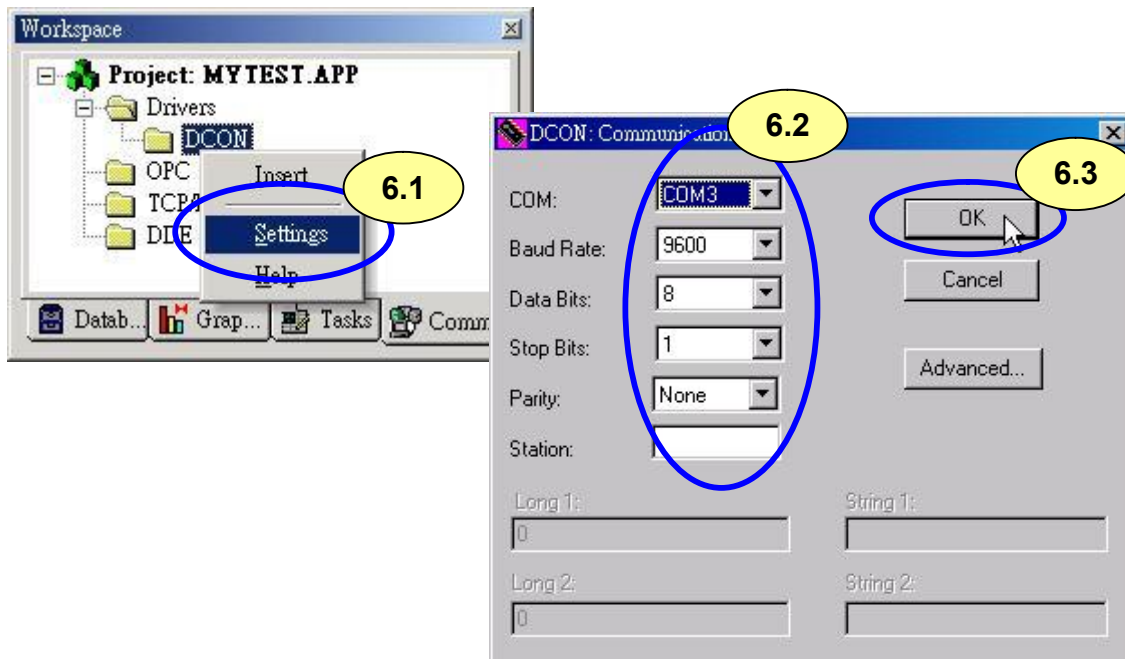 Workspace
Project: MYTEST.APP
Drivers
DCON
OPC
TCP
DDE
Insert
Settings
Help
6.1
Datab...
Grap...
Tasks
Comm
DCON: Communication
6.2
6.3
COM:
COM3
Baud Rate:
9600
Data Bits:
8
Stop Bits:
1
Parity:
None
Station:
OK
Cancel
Advanced...
Long 1:
0
String 1:
Long 2:
0
String 2: